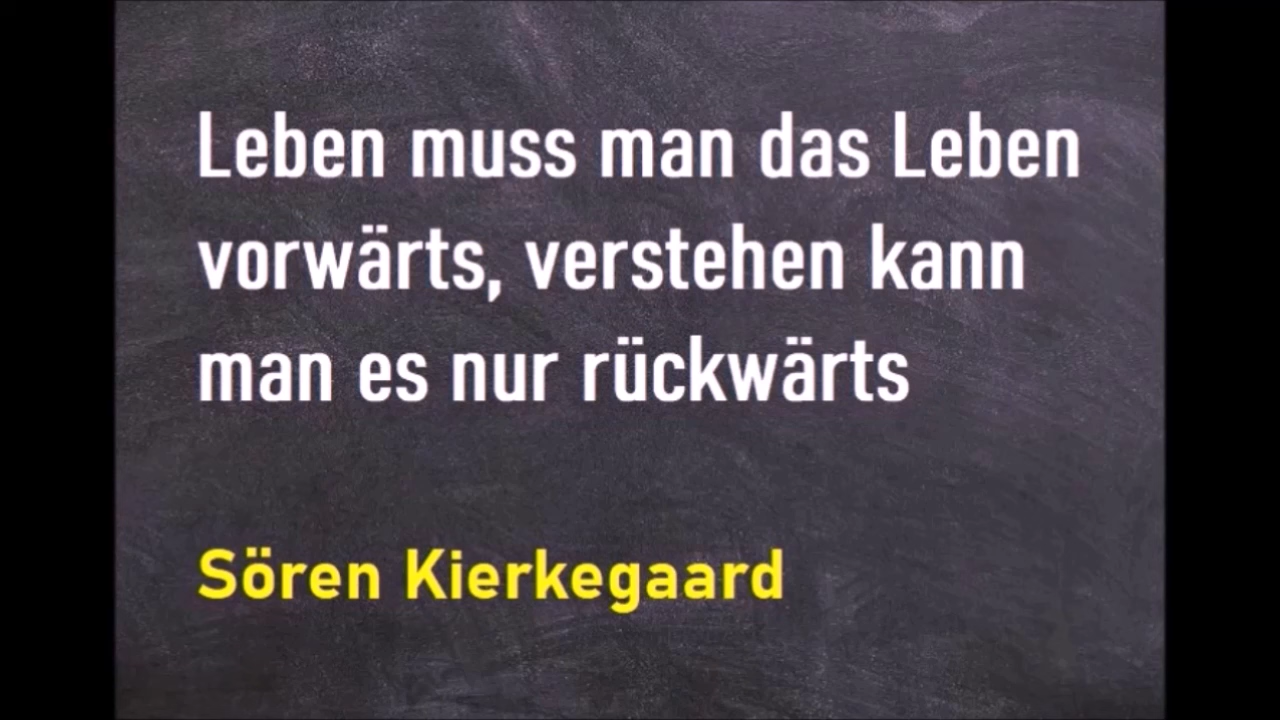 Leben muss man das Leben
vorwärts, verstehen kann
man es nur rückwärts
Sören Kierkegaard